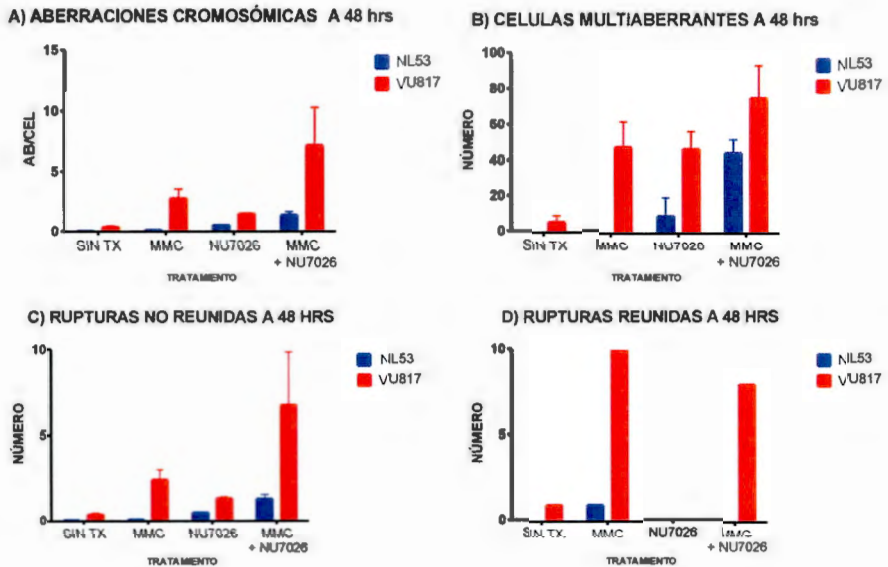 A) ABERRACIONES CROMOSÓMICAS A 48 hrs
NL53
VU817
AB/CEL
15
10
5
0
SIN TX
MMC
NU7026
MMC
+ NU7026
TRATAMIENTO
B) CELULAS MULTIABERRANTES A 48 hrs
NL53
VU817
NÚMERO
100
80
60
40
20
0
SIN TX
MMC
NU7026
MMC
+ NU7026
TRATAMIENTO
C) RUPTURAS NO REUNIDAS A 48 HRS
NL53
VU817
NÚMERO
10
5
0
SIN TX
MMC
NU7026
MMC
+ NU7026
TRATAMIENTO
D) RUPTURAS REUNIDAS A 48 HRS
NL53
VU817
NÚMERO
10
5
0
SIN TX
MMC
NU7026
MMC
+ NU7026
TRATAMIENTO